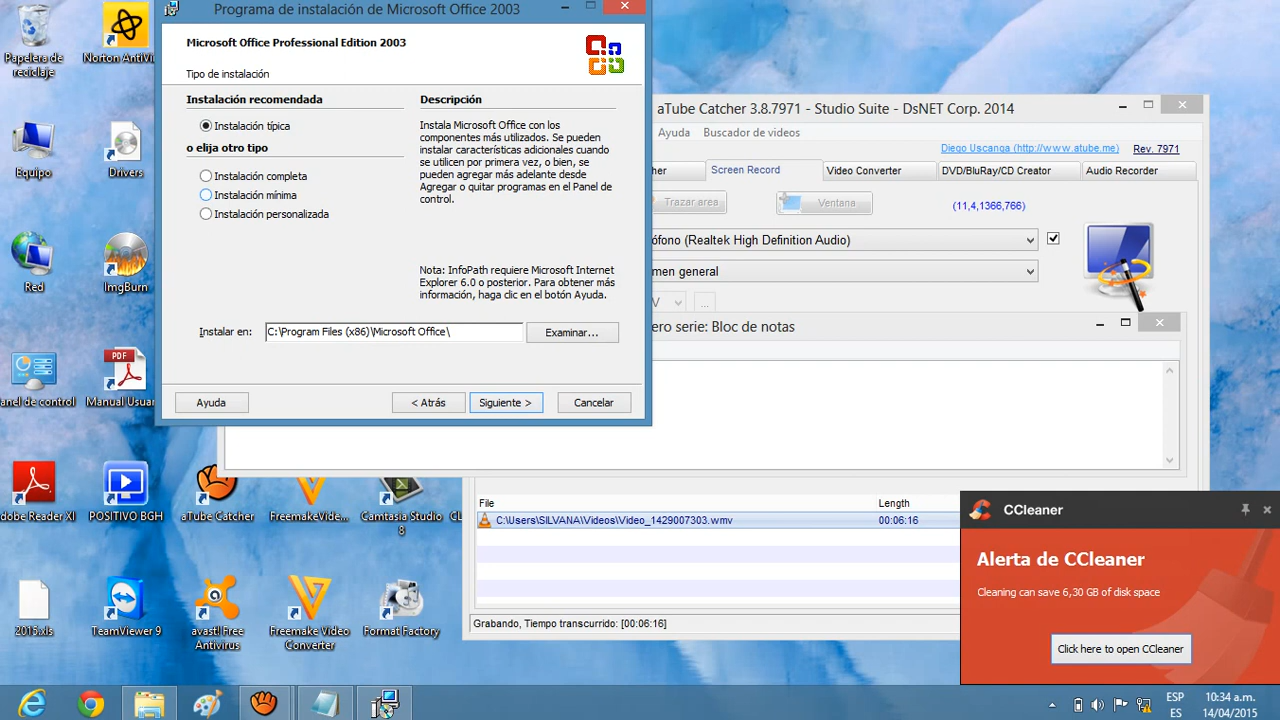 Programa de instalación de Microsoft Office 2003
Microsoft Office Professional Edition 2003
Tipo de instalación
Instalación recomendada
Instalación típica
o elija otro tipo
Instalación completa
Instalación mínima
Instalación personalizada
Descripción
Instala Microsoft Office con los
componentes más utilizados. Se pueden
instalar características adicionales cuando
se utilicen por primera vez, o bien, se
pueden agregar más adelante desde
Agregar o quitar programas en el Panel de
control.
Nota: InfoPath requiere Microsoft Internet
Explorer 6.0 o posterior. Para obtener más
información, haga clic en el botón Ayuda.
Instalar en:
C:\Program Files (x86)\Microsoft Office\
Examinar...
Ayuda
< Atrás
Siguiente >
Cancelar
aTube Catcher 3.8.7971 - Studio Suite - DsNET Corp. 2014
Ayuda
Buscador de videos
Diego Uscanga (http://www.atube.me)
Rev. 7971
her
Screen Record
Video Converter
DVD/BluRay/CD Creator
Audio Recorder
Trazar area
Ventana
(11,4,1366,766)
ófono (Realtek High Definition Audio)
men general
V
...
ero serie: Bloc de notas
File
Length
C:\Users\SILVANA\Videos\Video_1429007303.wmv
00:06:16
Grabando, Tiempo transcurrido: [00:06:16]
CCleaner
Alerta de CCleaner
Cleaning can save 6,30 GB of disk space
Click here to open CCleaner
Papelera de
reciclaje
Norton AntiVi
Equipo
Drivers
Red
ImgBurn
anel de control
PDF
Manual Usua
dobe Reader XI
POSITIVO BGH
aTube Catcher
FreemakeVide...
Camtasia Studio
8
CL
2015.xls
TeamViewer 9
avast! Free
Antivirus
Freemake Video
Converter
Format Factory
ESP
ES
10:34 a.m.
14/04/2015